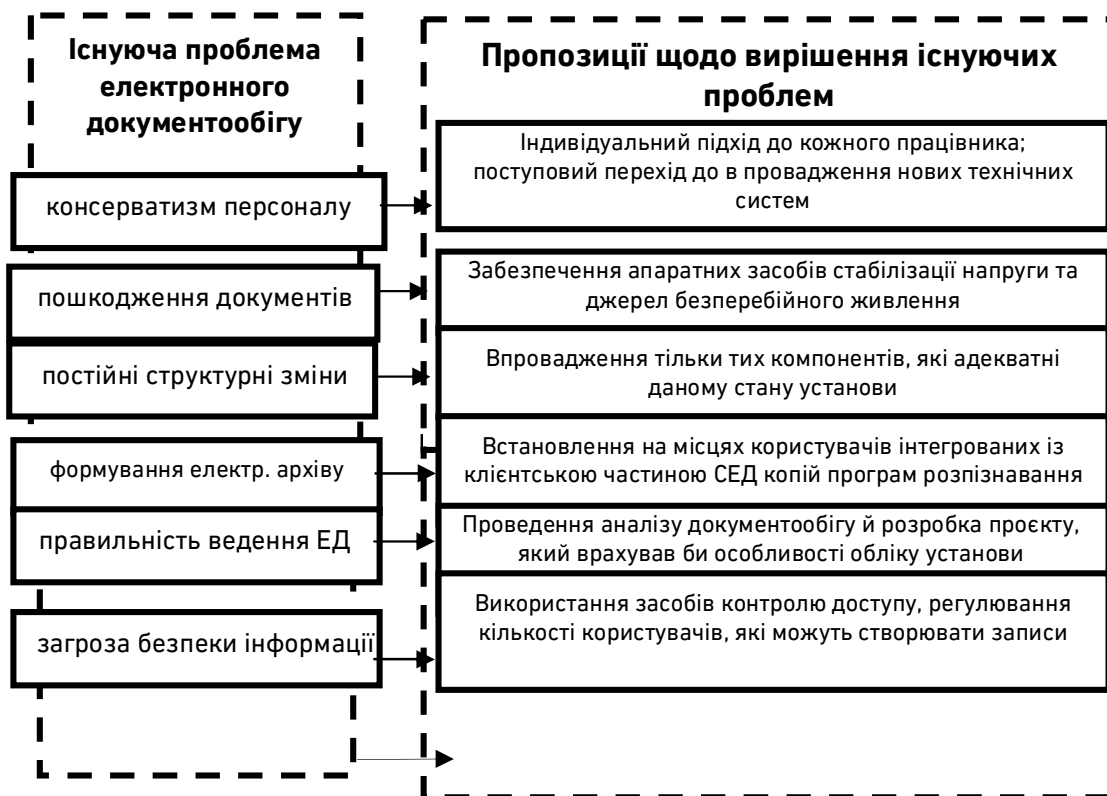 Існуюча проблема
електронного
документообігу
Пропозиції щодо вирішення існуючих
проблем
консерватизм персоналу
Індивідуальний підхід до кожного працівника;
поступовий перехід до в провадження нових технічних
систем
пошкодження документів
Забезпечення апаратних засобів стабілізації напруги та
джерел безперебійного живлення
постійні структурні зміни
Впровадження тільки тих компонентів, які адекватні
даному стану установи
формування електр. архіву
Встановлення на місцях користувачів інтегрованих із
клієнтською частиною СЕД копій програм розпізнавання
правильність ведення ЕД
Проведення аналізу документообігу й розробка проєкту,
який врахував би особливості обліку установи
загроза безпеки інформації
Використання засобів контролю доступу, регулювання
кількості користувачів, які можуть створювати записи